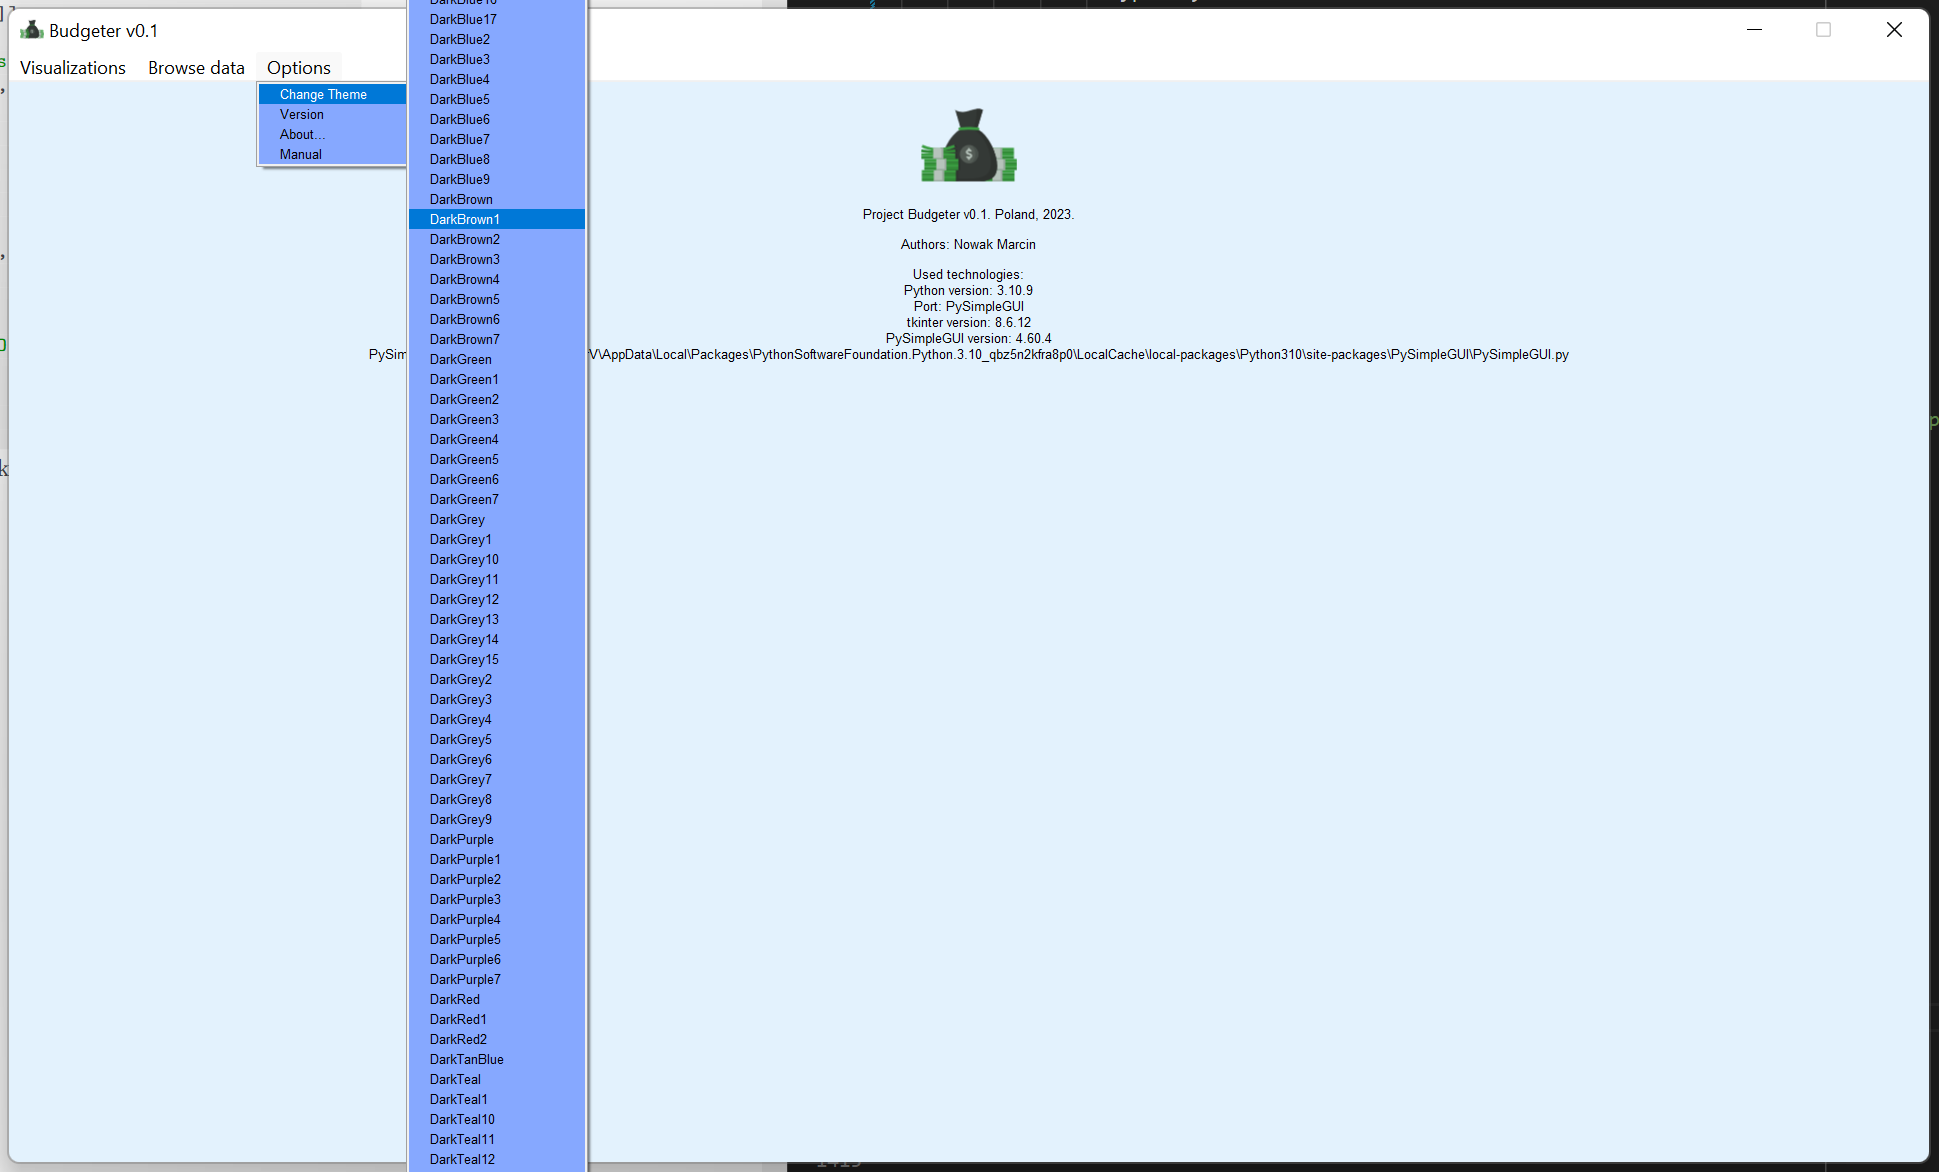 Budgeter v0.1
Visualizations Browse data Options
Change Theme
Version
About...
Manual
DarkBlue16
DarkBlue17
DarkBlue2
DarkBlue3
DarkBlue4
DarkBlue5
DarkBlue6
DarkBlue7
DarkBlue8
DarkBlue9
DarkBrown
DarkBrown1
DarkBrown2
DarkBrown3
DarkBrown4
DarkBrown5
DarkBrown6
DarkBrown7
DarkGreen
DarkGreen1
DarkGreen2
DarkGreen3
DarkGreen4
DarkGreen5
DarkGreen6
DarkGreen7
DarkGrey
DarkGrey1
DarkGrey10
DarkGrey11
DarkGrey12
DarkGrey13
DarkGrey14
DarkGrey15
DarkGrey2
DarkGrey3
DarkGrey4
DarkGrey5
DarkGrey6
DarkGrey7
DarkGrey8
DarkGrey9
DarkPurple
DarkPurple1
DarkPurple2
DarkPurple3
DarkPurple4
DarkPurple5
DarkPurple6
DarkPurple7
DarkRed
DarkRed1
DarkRed2
DarkTanBlue
DarkTeal
DarkTeal1
DarkTeal10
DarkTeal11
DarkTeal12
$
Project Budgeter v0.1. Poland, 2023.
Authors: Nowak Marcin
Used technologies:
Python version: 3.10.9
Port: PySimpleGUI
tkinter version: 8.6.12
PySimpleGUI version: 4.60.4
PySim V\AppData\Local\Packages\PythonSoftwareFoundation.Python.3.10_qbz5n2kfra8p0\LocalCache\local-packages\Python310\site-packages\PySimpleGUI\PySimpleGUI.py